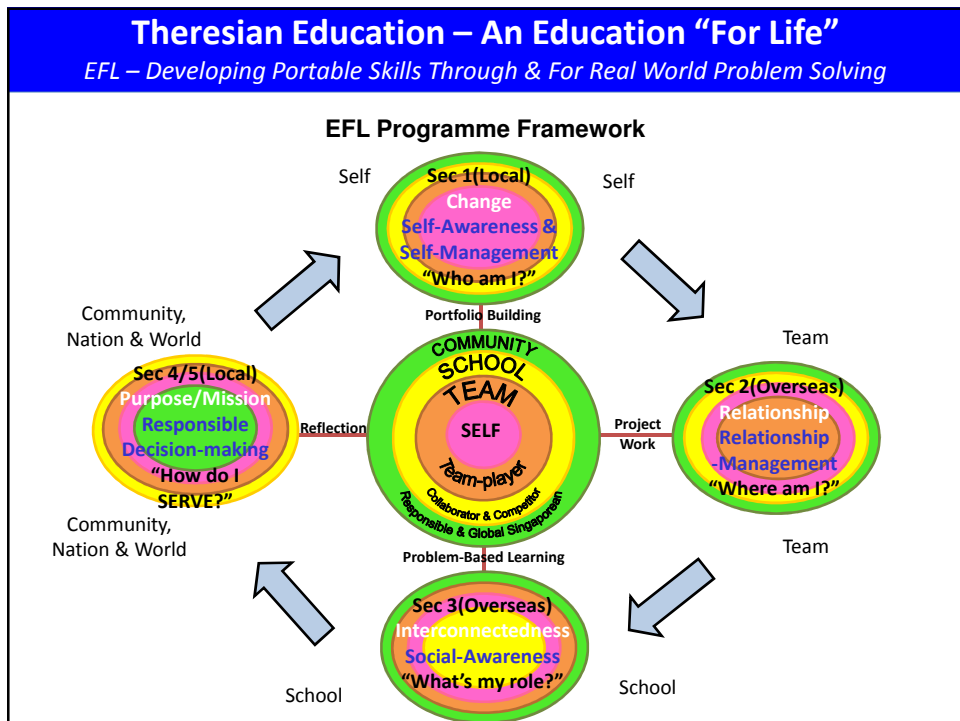 Theresian Education – An Education “For Life”
EFL – Developing Portable Skills Through & For Real World Problem Solving
EFL Programme Framework
Self
Self
Sec 1(Local)
Change
Self-Awareness &
Self-Management
“Who am I?”
Portfolio Building
Community,
Nation & World
Team
Sec 4/5(Local)
Purpose/Mission
Responsible
Decision-making
“How do I
SERVE?”
Reflection
COMMUNITY
SCHOOL
TEAM
SELF
Team-player
Collaborator & Competitor
Responsible & Global Singaporean
Project
Work
Sec 2(Overseas)
Relationship
Relationship
-Management
“Where am I?”
Community,
Nation & World
Team
Problem-Based Learning
Sec 3(Overseas)
Interconnectedness
Social-Awareness
“What’s my role?”
School
School